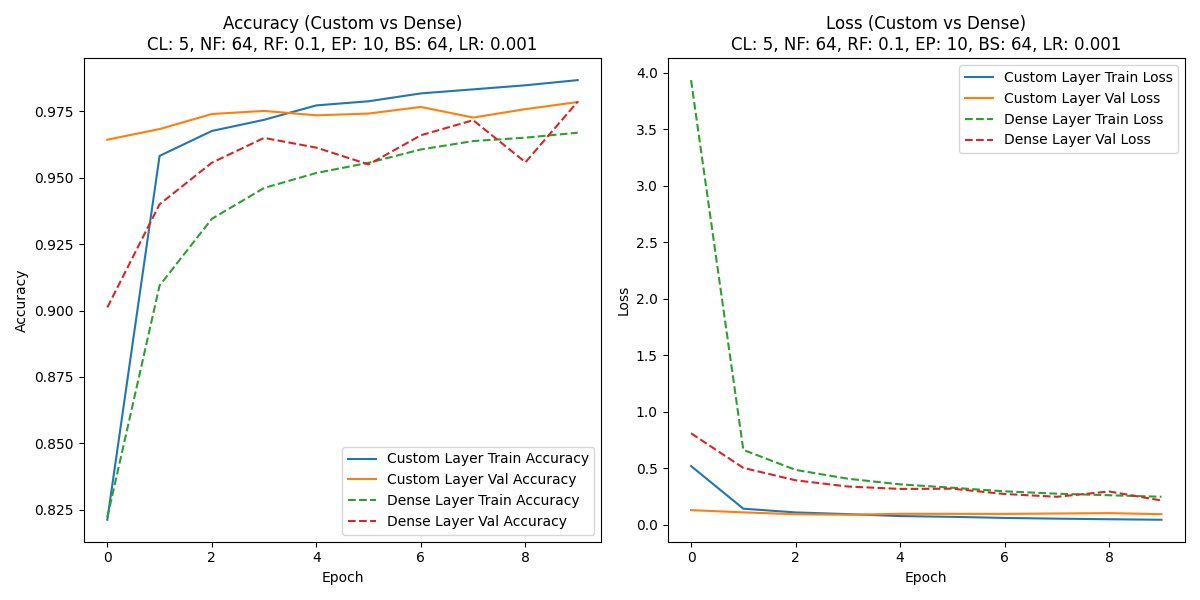 Accuracy (Custom vs Dense)
CL: 5, NF: 64, RF: 0.1, EP: 10, BS: 64, LR: 0.001
Accuracy
0.975
0.950
0.925
0.900
0.875
0.850
0.825
0 2 4 6 8
Epoch
Custom Layer Train Accuracy
Custom Layer Val Accuracy
Dense Layer Train Accuracy
Dense Layer Val Accuracy
Loss (Custom vs Dense)
CL: 5, NF: 64, RF: 0.1, EP: 10, BS: 64, LR: 0.001
Loss
4.0
3.5
3.0
2.5
2.0
1.5
1.0
0.5
0.0
0 2 4 6 8
Epoch
Custom Layer Train Loss
Custom Layer Val Loss
Dense Layer Train Loss
Dense Layer Val Loss